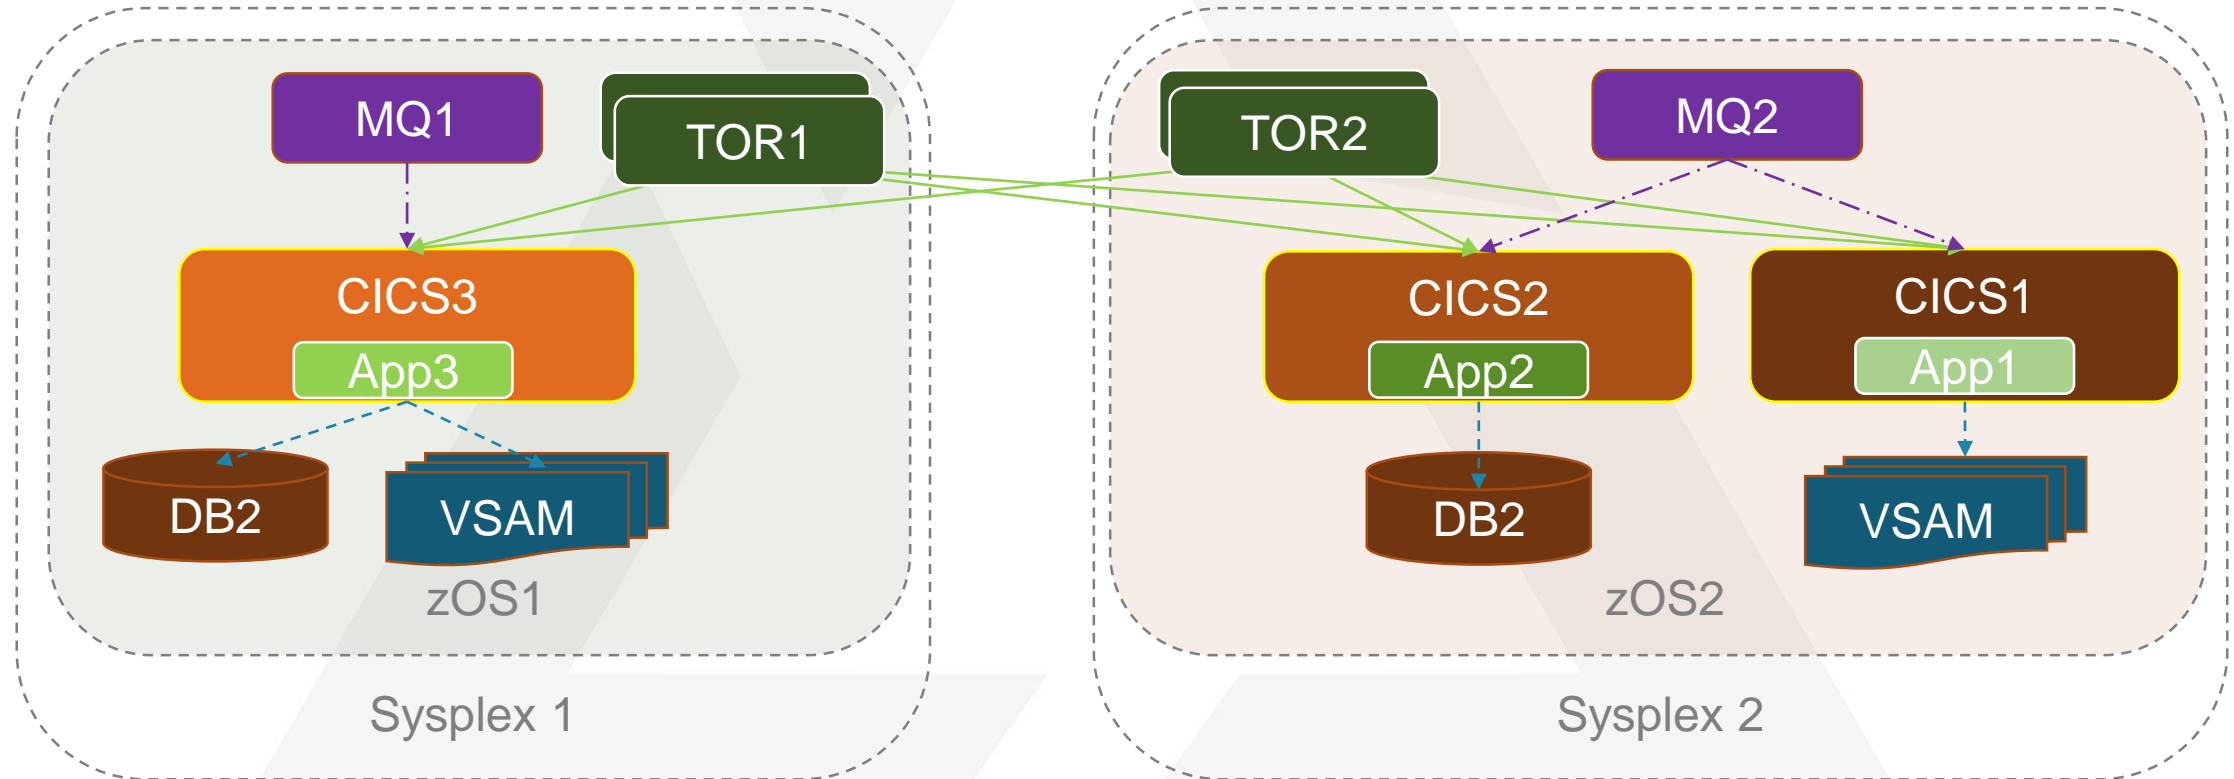 MQ1
TOR1
TOR2
MQ2
CICS3
App3
CICS2
App2
CICS1
App1
DB2
VSAM
DB2
VSAM
zOS1
zOS2
Sysplex 1
Sysplex 2